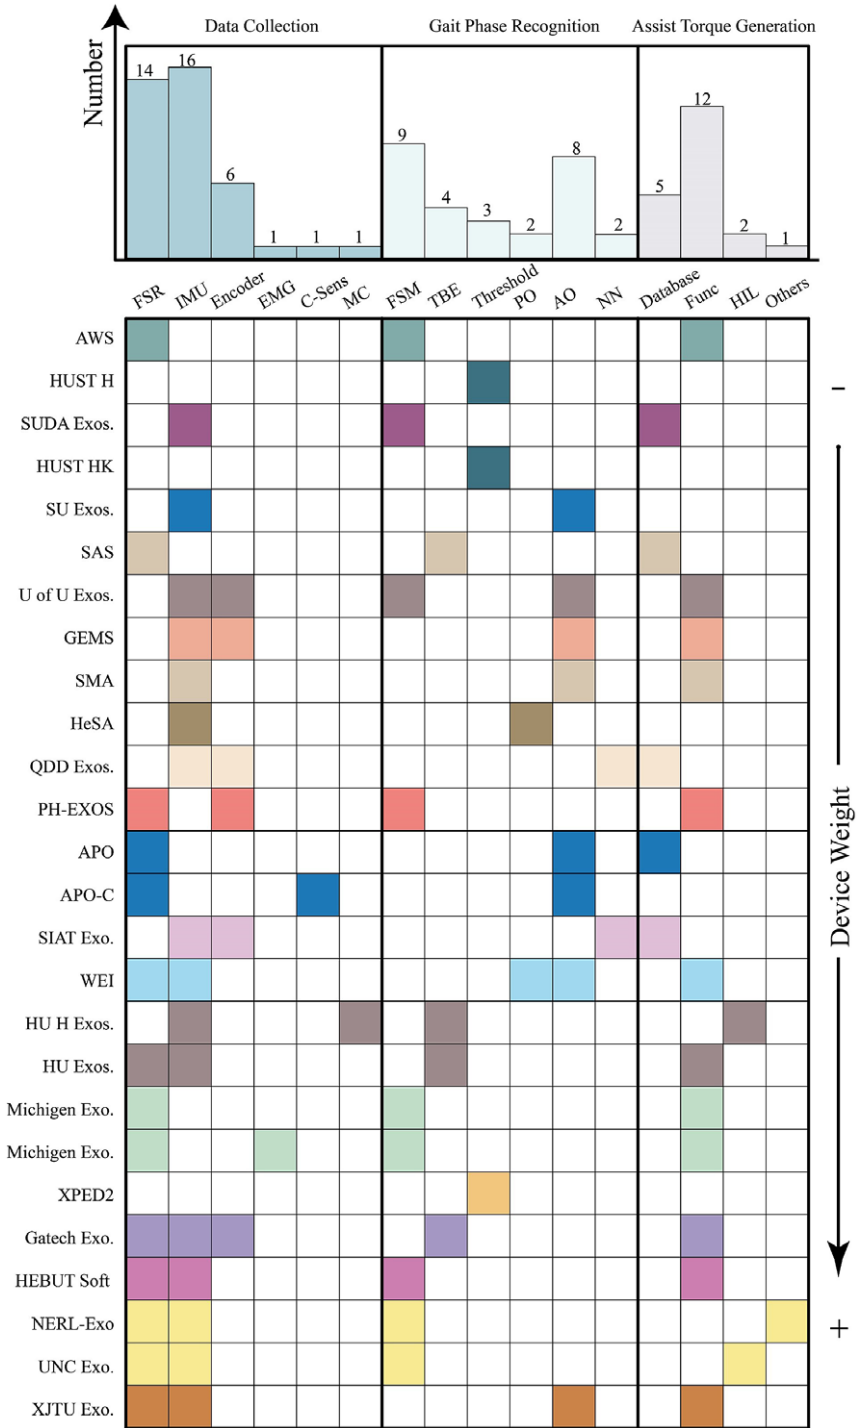 Data Collection Gait Phase Recognition Assist Torque Generation
Number
14 16 6 1 1 1 9 4 3 2 8 2 5 12 2 1
FSR IMU Encoder EMG C-Sens MC FSM TBE Threshold PO AO NN Database Func HIL Others
AWS
HUST H
–
SUDA Exos.
HUST HK
SU Exos.
SAS
U of U Exos.
GEMS
SMA
HeSA
QDD Exos.
PH-EXOS
APO
Device Weight
APO-C
SIAT Exo.
WEI
HU H Exos.
HU Exos.
Michigen Exo.
Michigen Exo.
XPED2
Gatech Exo.
HEBUT Soft
NERL-Exo
+
UNC Exo.
XJTU Exo.